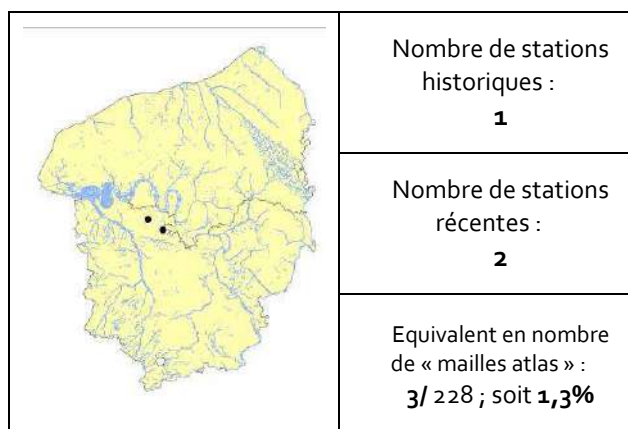 Nombre de stations
historiques :
1
Nombre de stations
récentes :
2
Equivalent en nombre
de « mailles atlas » :
3/ 228 ; soit 1,3%